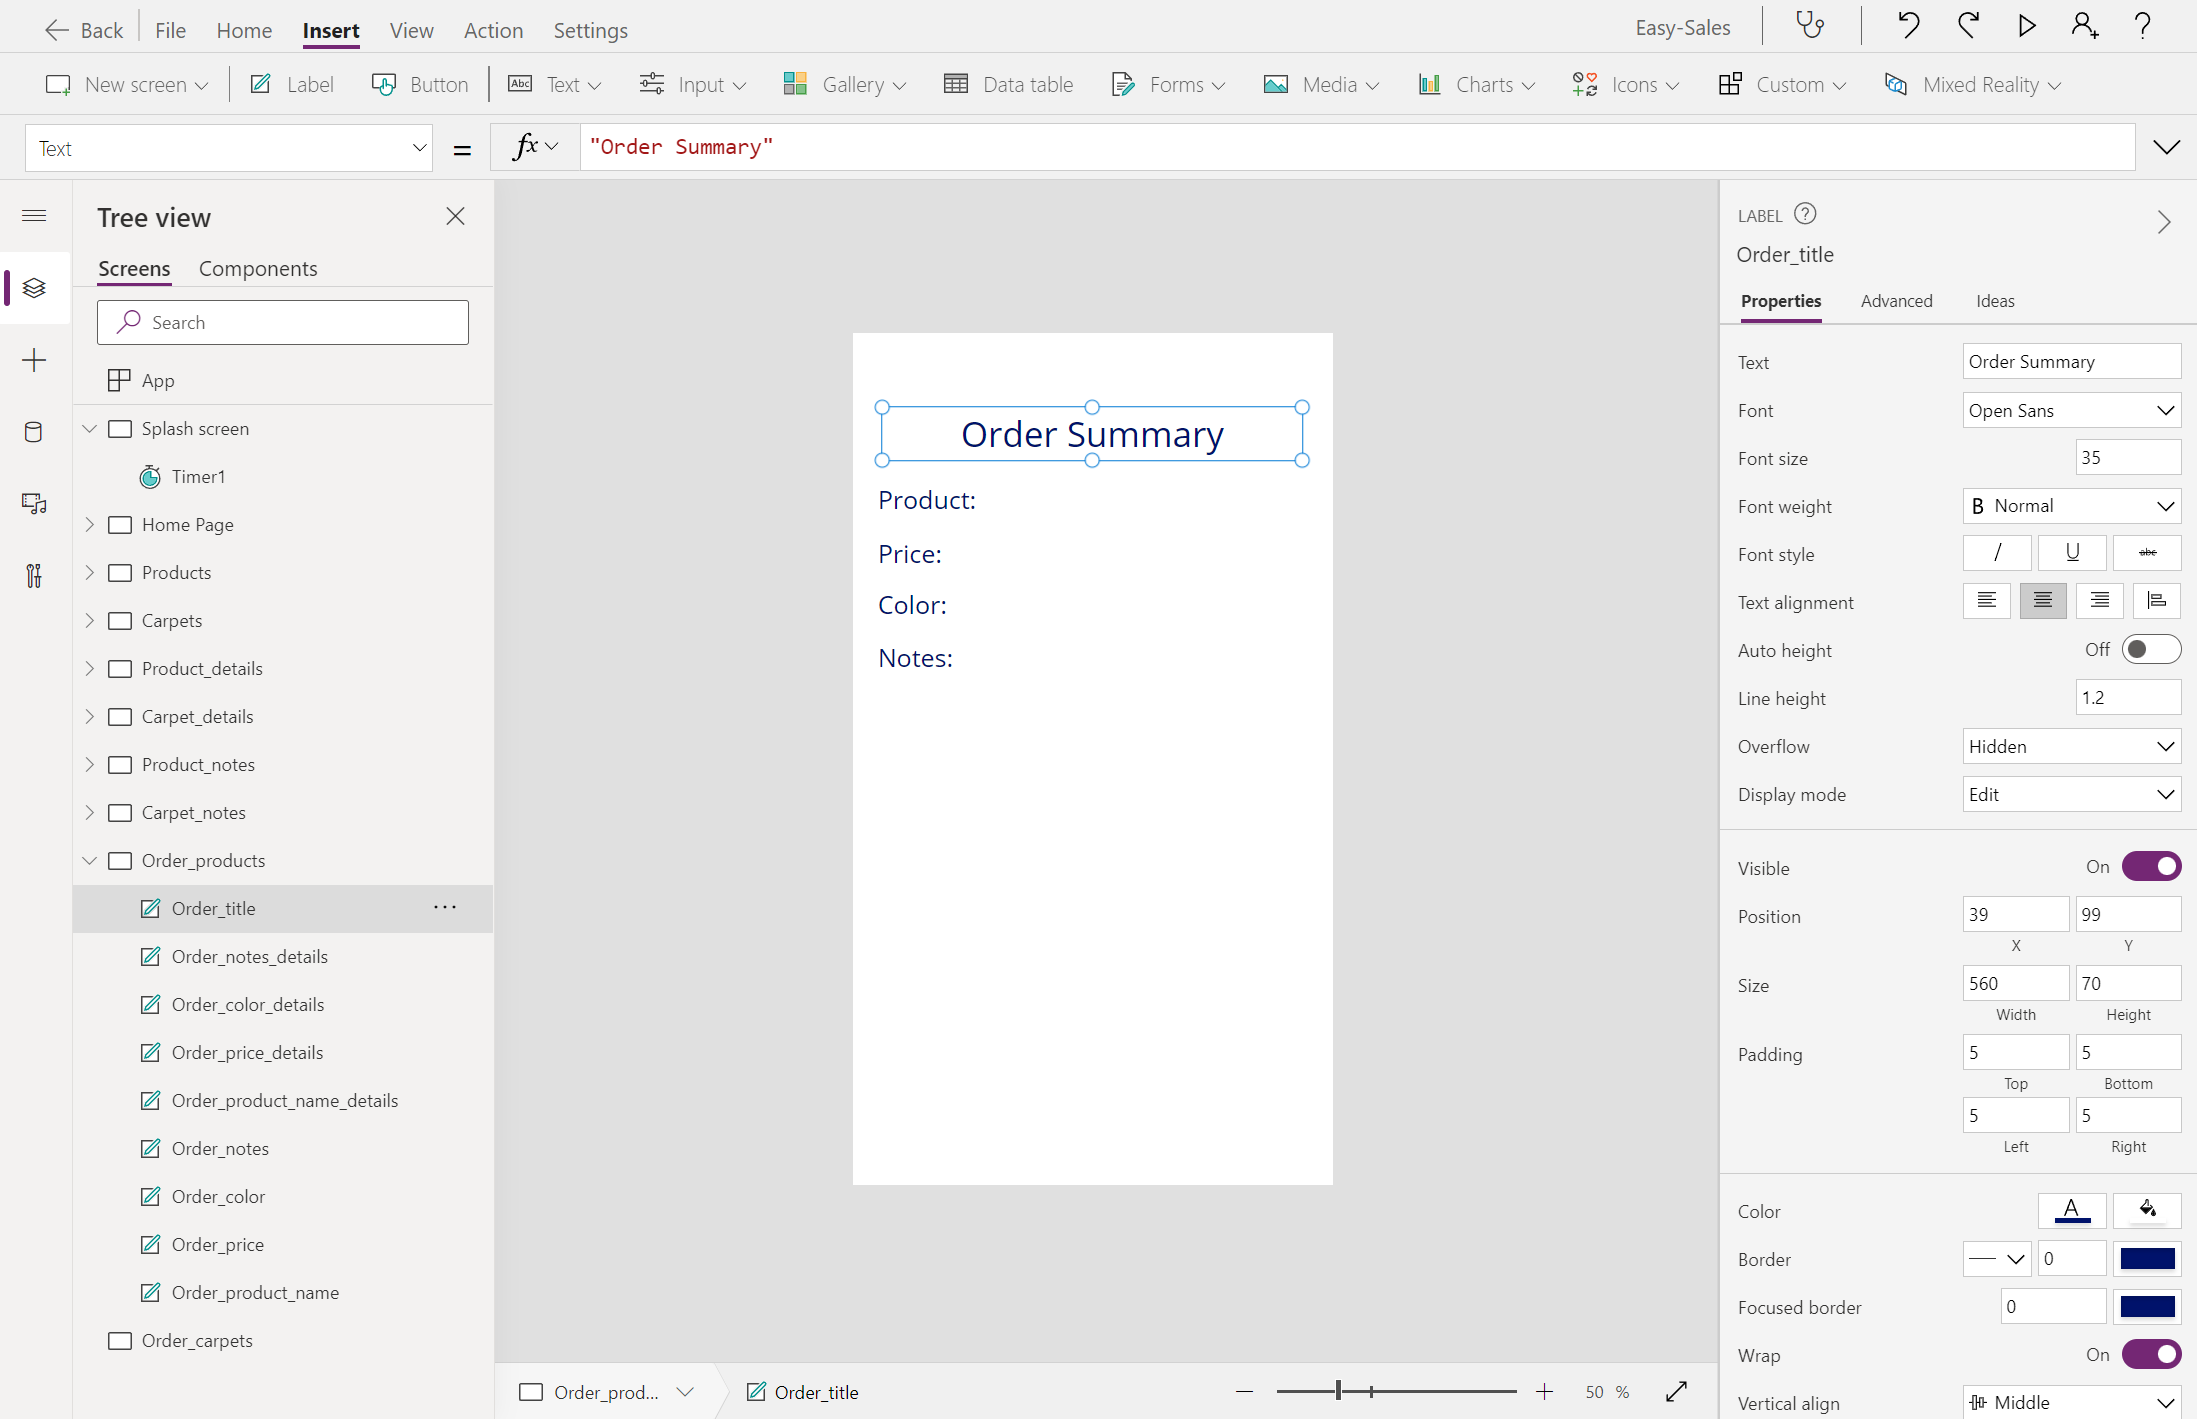 Back File Home Insert View Action Settings Easy-Sales
New screen Label Button Abc Text Input Gallery Data table Forms Media Charts Icons Custom Mixed Reality
Text = fx "Order Summary"
Tree view
Screens Components
Search
App
Splash screen
Timer1
Home Page
Products
Carpets
Product_details
Carpet_details
Product_notes
Carpet_notes
Order_products
Order_title ...
Order_notes_details
Order_color_details
Order_price_details
Order_product_name_details
Order_notes
Order_color
Order_price
Order_product_name
Order_carpets
Order Summary
Product:
Price:
Color:
Notes:
Order_prod... Order_title 50 %
LABEL ?
Order_title
Properties Advanced Ideas
Text Order Summary
Font Open Sans
Font size 35
Font weight B Normal
Font style / U abc
Text alignment
Auto height Off
Line height 1.2
Overflow Hidden
Display mode Edit
Visible On
Position 39 99
X Y
Size 560 70
Width Height
Padding 5 5
Top Bottom
5 5
Left Right
Color A
Border 0
Focused border 0
Wrap On
Vertical align Middle